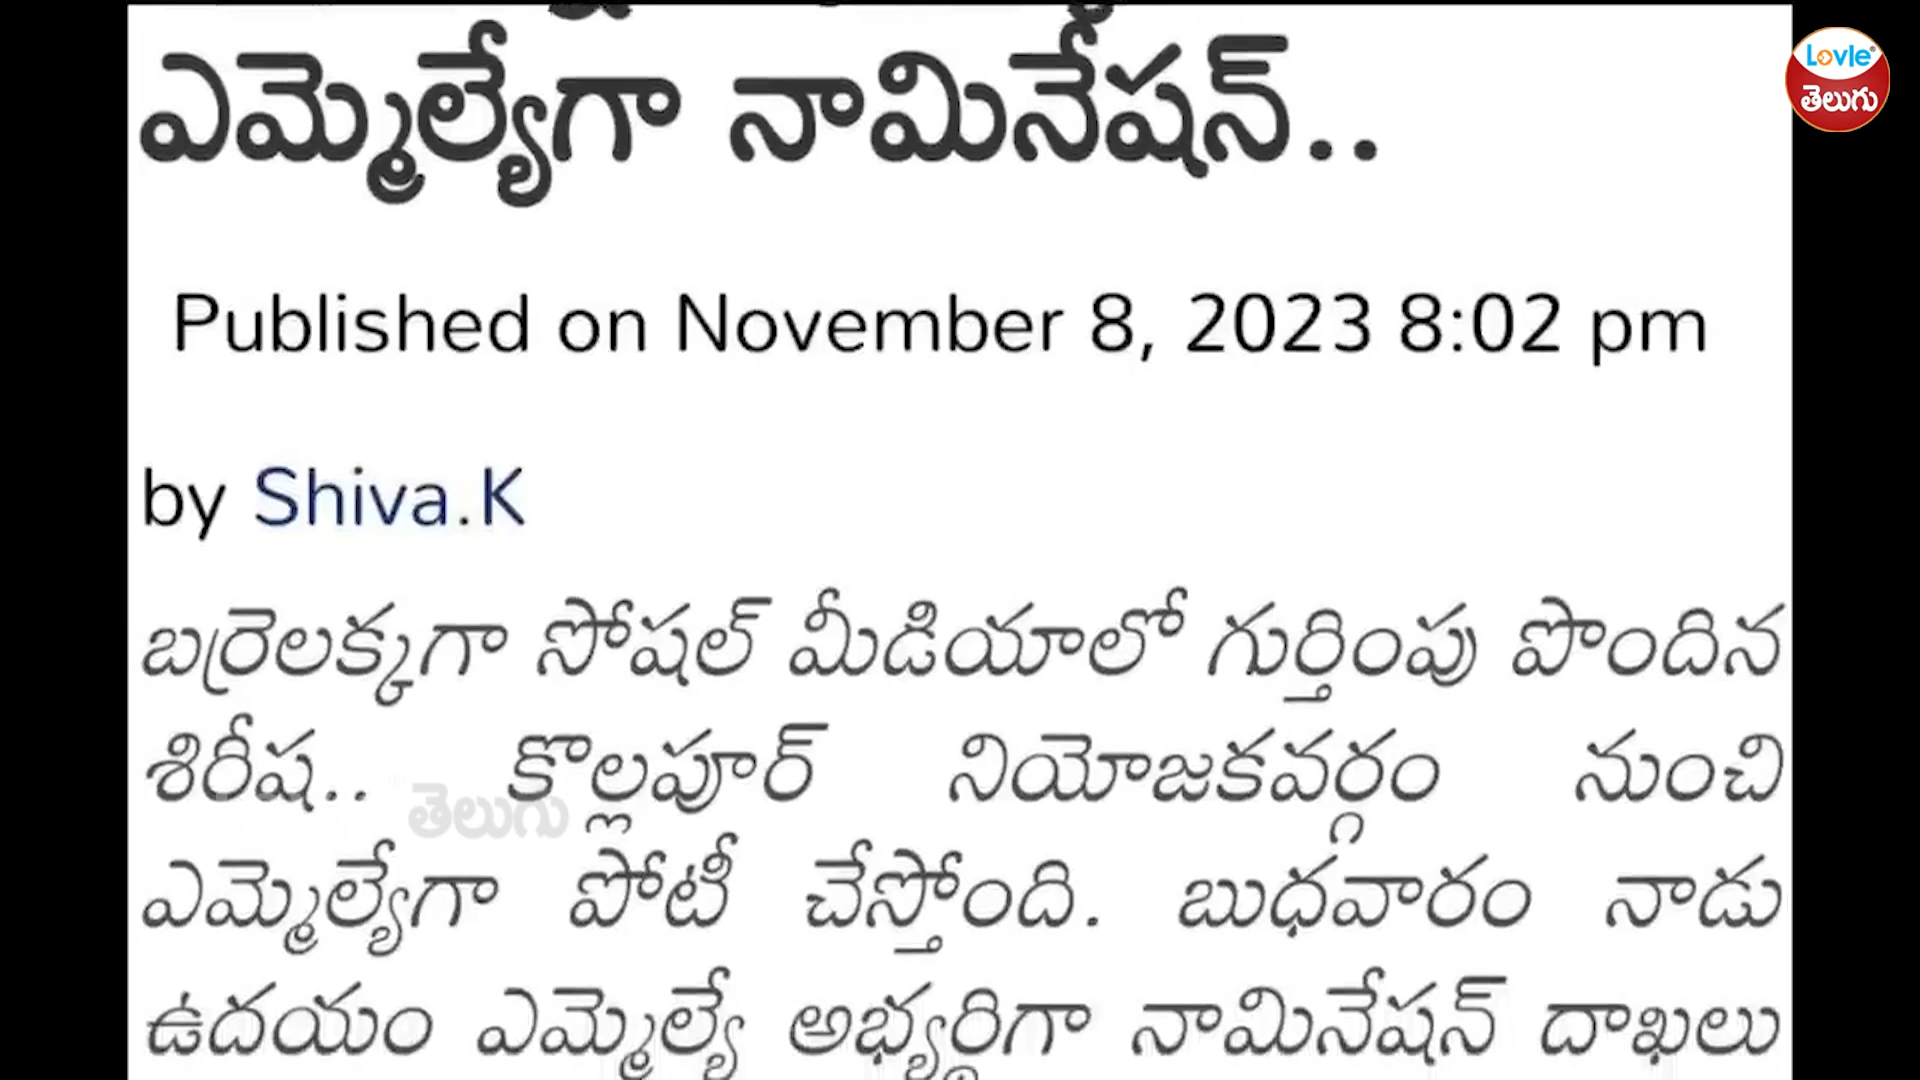 ఎమ్మెల్యేగా నామినేషన్..
Lovle
తెలుగు
Published on November 8, 2023 8:02 pm
by Shiva.K
బర్రెలక్కగా సోషల్ మీడియాలో గుర్తింపు పొందిన
శిరీష.. కొల్లపూర్ నియోజకవర్గం నుంచి
తెలుగు
ఎమ్మెల్యేగా పోటీ చేస్తోంది. బుధవారం నాడు
ఉదయం ఎమ్మెల్యే అభ్యర్థిగా నామినేషన్ దాఖలు